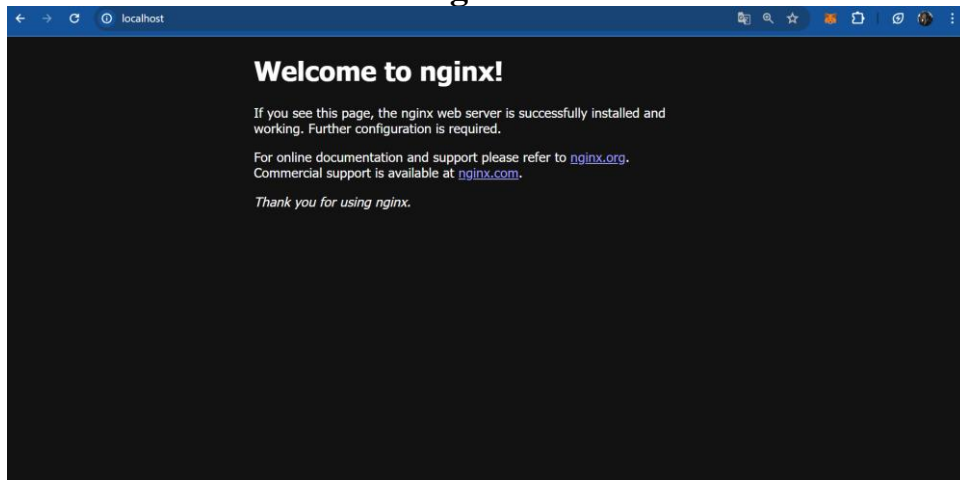 localhost
Welcome to nginx!
If you see this page, the nginx web server is successfully installed and
working. Further configuration is required.
For online documentation and support please refer to nginx.org.
Commercial support is available at nginx.com.
Thank you for using nginx.